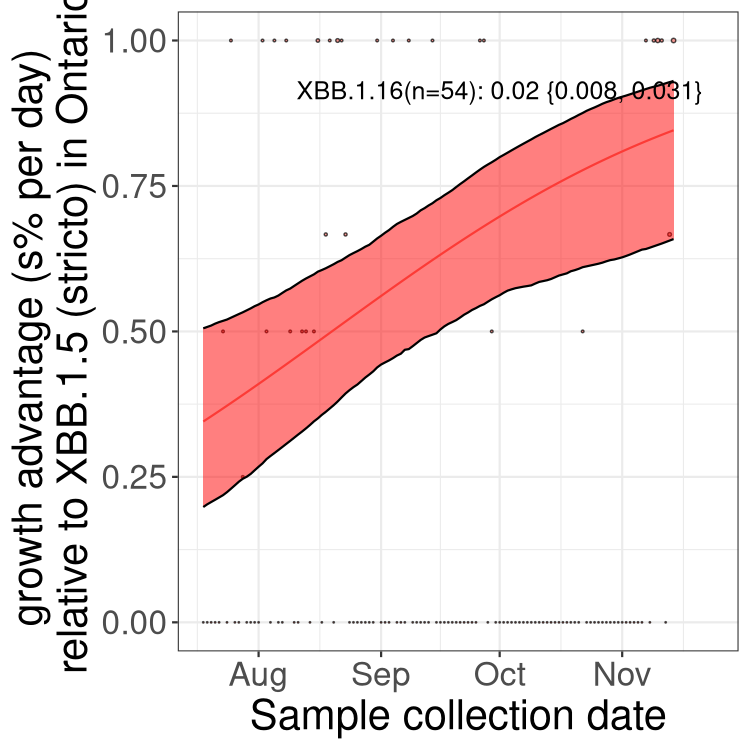 growth advantage (s% per day)
relative to XBB.1.5 (stricto) in Ontario
1.00
0.75
0.50
0.25
0.00
XBB.1.16(n=54): 0.02 {0.008, 0.031}
Aug Sep Oct Nov
Sample collection date